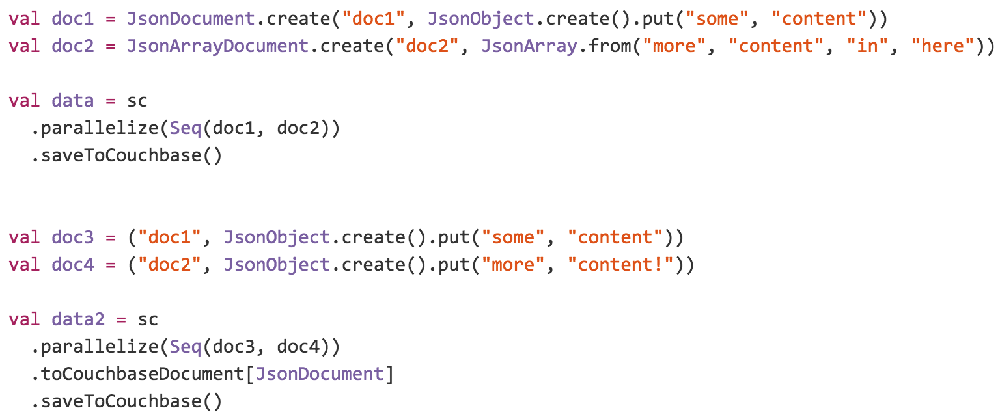 val doc1 = JsonDocument.create("doc1", JsonObject.create().put("some", "content"))
val doc2 = JsonArrayDocument.create("doc2", JsonArray.from("more", "content", "in", "here"))

val data = sc
  .parallelize(Seq(doc1, doc2))
  .saveToCouchbase()


val doc3 = ("doc1", JsonObject.create().put("some", "content"))
val doc4 = ("doc2", JsonObject.create().put("more", "content!"))

val data2 = sc
  .parallelize(Seq(doc3, doc4))
  .toCouchbaseDocument[JsonDocument]
  .saveToCouchbase()